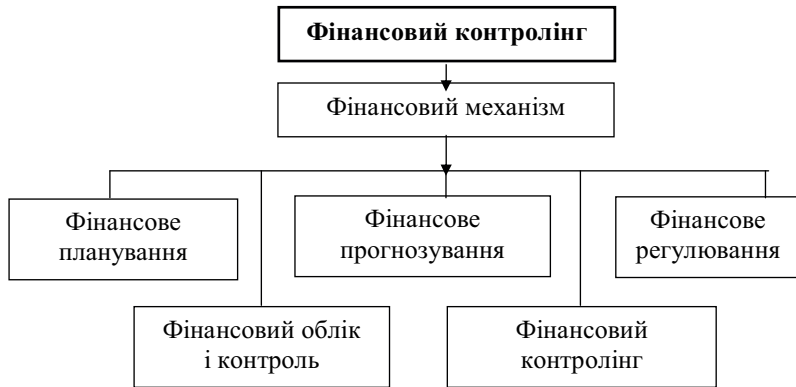 Фінансовий контролінг
Фінансовий механізм
Фінансове
планування
Фінансове
прогнозування
Фінансове
регулювання
Фінансовий облік
і контроль
Фінансовий
контролінг